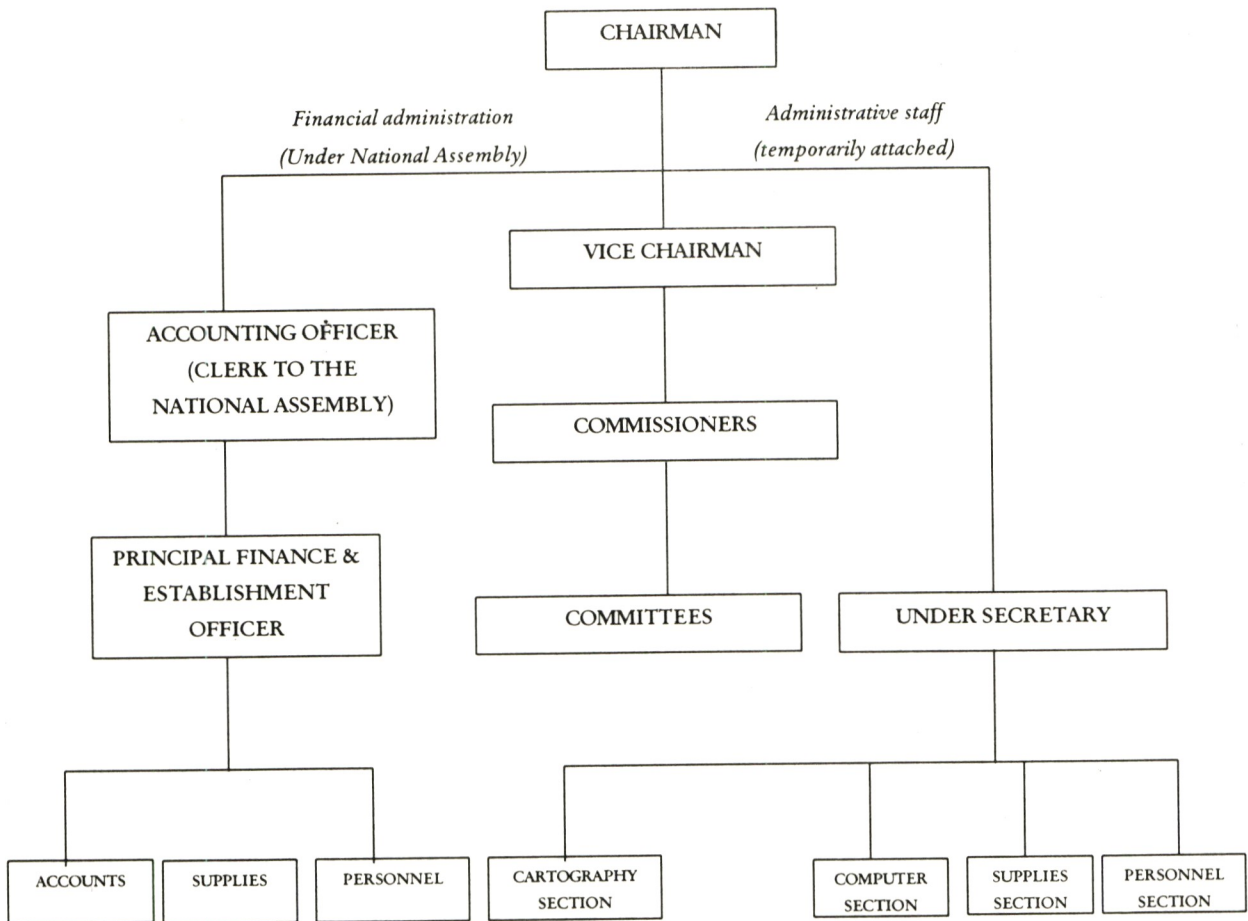 CHAIRMAN
Financial administration
(Under National Assembly)
Administrative staff
(temporarily attached)
VICE CHAIRMAN
ACCOUNTING OFFICER
(CLERK TO THE
NATIONAL ASSEMBLY)
COMMISSIONERS
PRINCIPAL FINANCE &
ESTABLISHMENT
OFFICER
COMMITTEES
UNDER SECRETARY
ACCOUNTS
SUPPLIES
PERSONNEL
CARTOGRAPHY
SECTION
COMPUTER
SECTION
SUPPLIES
SECTION
PERSONNEL
SECTION